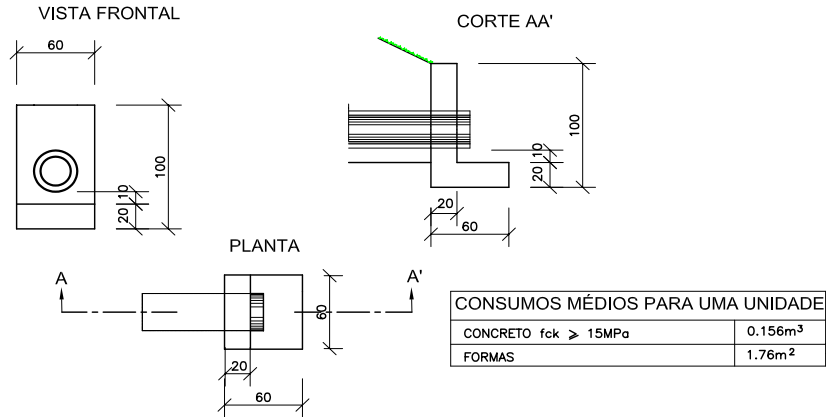 VISTA FRONTAL
60
100
10
20
CORTE AA'
100
10
20
20
60
PLANTA
A
A'
60
20
60
CONSUMOS MÉDIOS PARA UMA UNIDADE
CONCRETO fck ⩾ 15MPa 0.156m³
FORMAS 1.76m²